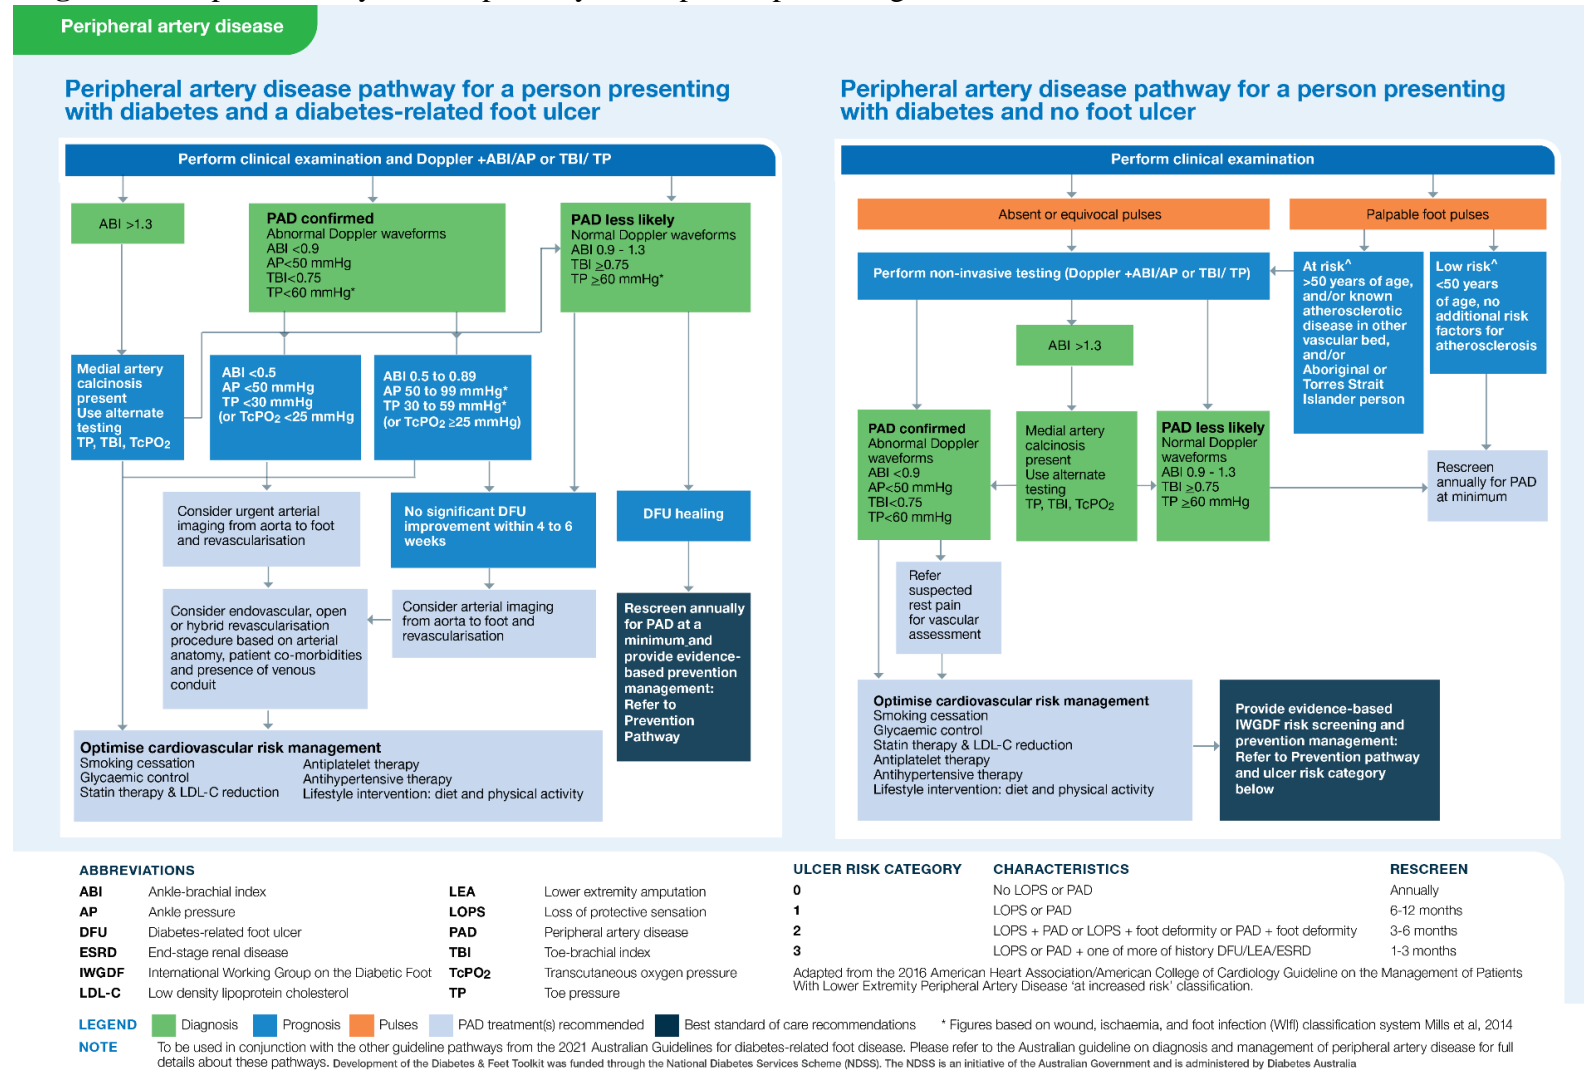 Peripheral artery disease
Peripheral artery disease pathway for a person presenting
with diabetes and a diabetes-related foot ulcer
Perform clinical examination and Doppler +ABI/AP or TBI/ TP
ABI >1.3
PAD confirmed
Abnormal Doppler waveforms
ABI <0.9
AP<50 mmHg
TBI<0.75
TP<60 mmHg*
PAD less likely
Normal Doppler waveforms
ABI 0.9 - 1.3
TBI ≥0.75
TP ≥60 mmHg*
Medial artery
calcinosis
present
Use alternate
testing
TP, TBI, TcPO2
ABI <0.5
AP <50 mmHg
TP <30 mmHg
(or TcPO2 <25 mmHg
ABI 0.5 to 0.89
AP 50 to 99 mmHg*
TP 30 to 59 mmHg*
(or TcPO2 ≥25 mmHg)
Consider urgent arterial
imaging from aorta to foot
and revascularisation
No significant DFU
improvement within 4 to 6
weeks
DFU healing
Consider endovascular, open
or hybrid revascularisation
procedure based on arterial
anatomy, patient co-morbidities
and presence of venous
conduit
Consider arterial imaging
from aorta to foot and
revascularisation
Rescreen annually
for PAD at a
minimum and
provide evidence-
based prevention
management:
Refer to
Prevention
Pathway
Optimise cardiovascular risk management
Smoking cessation
Glycaemic control
Statin therapy & LDL-C reduction
Antiplatelet therapy
Antihypertensive therapy
Lifestyle intervention: diet and physical activity
Peripheral artery disease pathway for a person presenting
with diabetes and no foot ulcer
Perform clinical examination
Absent or equivocal pulses
Palpable foot pulses
Perform non-invasive testing (Doppler +ABI/AP or TBI/ TP)
At risk^
>50 years of age,
and/or known
atherosclerotic
disease in other
vascular bed,
and/or
Aboriginal or
Torres Strait
Islander person
Low risk^
<50 years
of age, no
additional risk
factors for
atherosclerosis
ABI >1.3
PAD confirmed
Abnormal Doppler
waveforms
ABI <0.9
AP<50 mmHg
TBI<0.75
TP<60 mmHg
Medial artery
calcinosis
present
Use alternate
testing
TP, TBI, TcPO2
PAD less likely
Normal Doppler
waveforms
ABI 0.9 - 1.3
TBI ≥0.75
TP ≥60 mmHg
Rescreen
annually for PAD
at minimum
Refer
suspected
rest pain
for vascular
assessment
Optimise cardiovascular risk management
Smoking cessation
Glycaemic control
Statin therapy & LDL-C reduction
Antiplatelet therapy
Antihypertensive therapy
Lifestyle intervention: diet and physical activity
Provide evidence-based
IWGDF risk screening and
prevention management:
Refer to Prevention pathway
and ulcer risk category
below
ABBREVIATIONS
ABI Ankle-brachial index
AP Ankle pressure
DFU Diabetes-related foot ulcer
ESRD End-stage renal disease
IWGDF International Working Group on the Diabetic Foot
LDL-C Low density lipoprotein cholesterol
LEA Lower extremity amputation
LOPS Loss of protective sensation
PAD Peripheral artery disease
TBI Toe-brachial index
TcPO2 Transcutaneous oxygen pressure
TP Toe pressure
ULCER RISK CATEGORY CHARACTERISTICS RESCREEN
0 No LOPS or PAD Annually
1 LOPS or PAD 6-12 months
2 LOPS + PAD or LOPS + foot deformity or PAD + foot deformity 3-6 months
3 LOPS or PAD + one of more of history DFU/LEA/ESRD 1-3 months
Adapted from the 2016 American Heart Association/American College of Cardiology Guideline on the Management of Patients
With Lower Extremity Peripheral Artery Disease 'at increased risk' classification.
LEGEND Diagnosis Prognosis Pulses PAD treatment(s) recommended Best standard of care recommendations * Figures based on wound, ischaemia, and foot infection (WIfI) classification system Mills et al, 2014
NOTE To be used in conjunction with the other guideline pathways from the 2021 Australian Guidelines for diabetes-related foot disease. Please refer to the Australian guideline on diagnosis and management of peripheral artery disease for full
details about these pathways. Development of the Diabetes & Feet Toolkit was funded through the National Diabetes Services Scheme (NDSS). The NDSS is an initiative of the Australian Government and is administered by Diabetes Australia